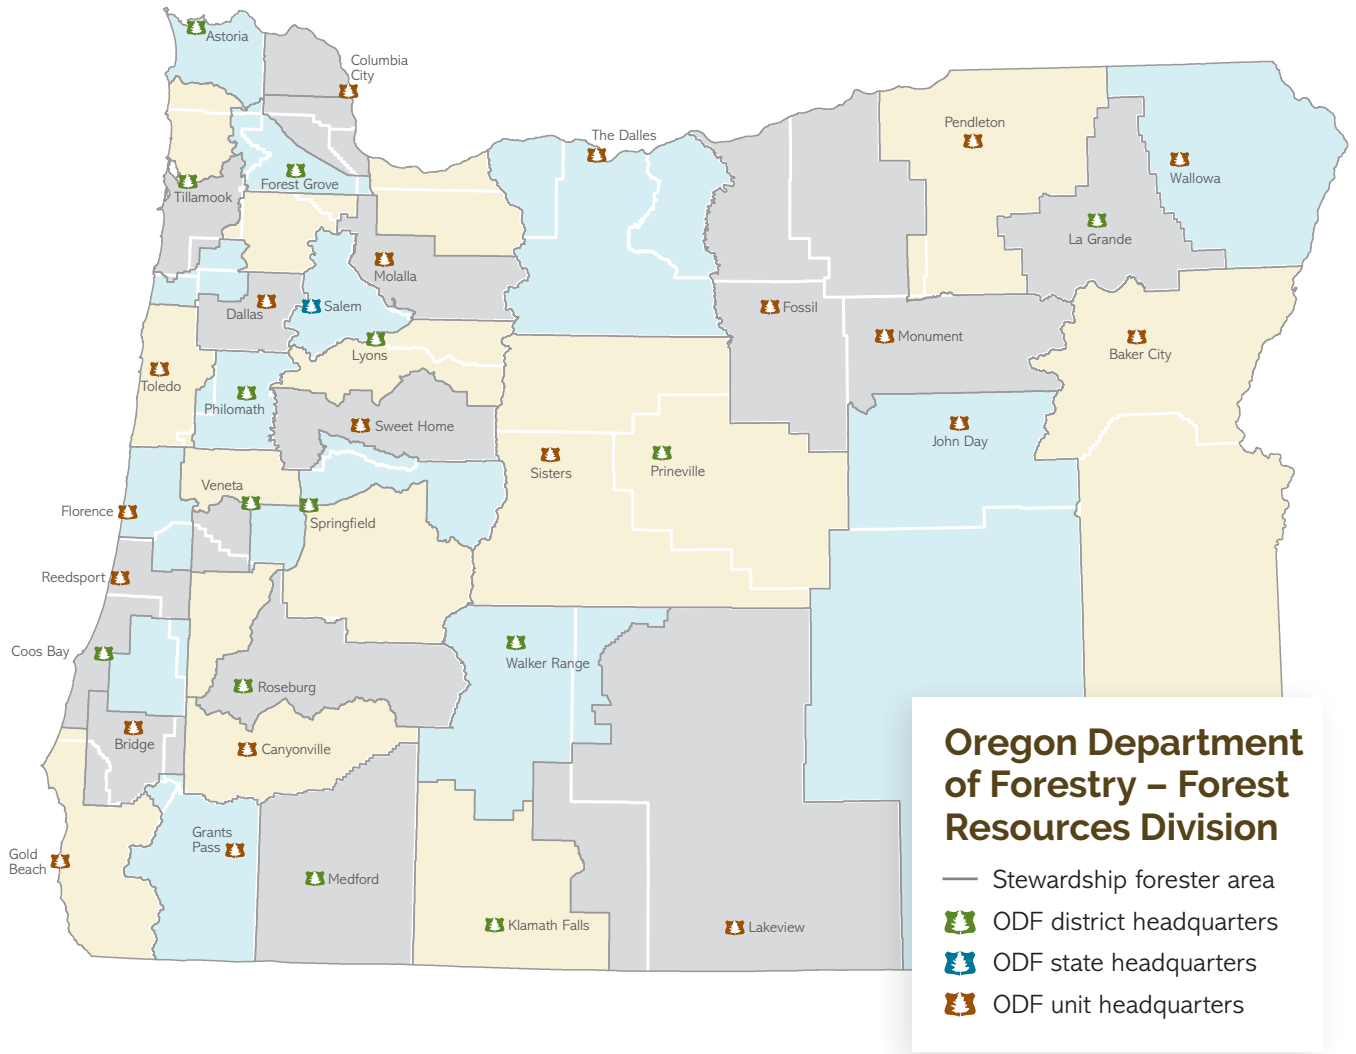 Astoria
Columbia
City
The Dalles
Pendleton
Wallowa
Forest Grove
Tillamook
La Grande
Molalla
Dallas
Salem
Fossil
Monument
Baker City
Lyons
Toledo
Philomath
Sweet Home
John Day
Sisters
Prineville
Veneta
Florence
Springfield
Reedsport
Coos Bay
Walker Range
Roseburg
Bridge
Canyonville
Grants
Pass
Gold
Beach
Medford
Klamath Falls
Lakeview
Oregon Department
of Forestry – Forest
Resources Division
Stewardship forester area
ODF district headquarters
ODF state headquarters
ODF unit headquarters